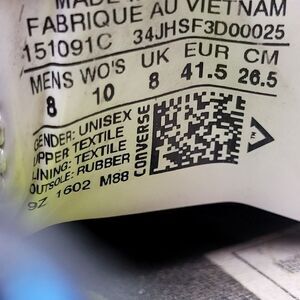 MADE
FABRIQUE AU VIETNAM
151091C 34JHSF3D00025
MENS WO'S UK EUR CM
8 10 8 41.5 26.5
GENDER: UNISEX
UPPER: TEXTILE
LINING: TEXTILE
OUTSOLE: RUBBER
9Z 1602 M88
CONVERSE